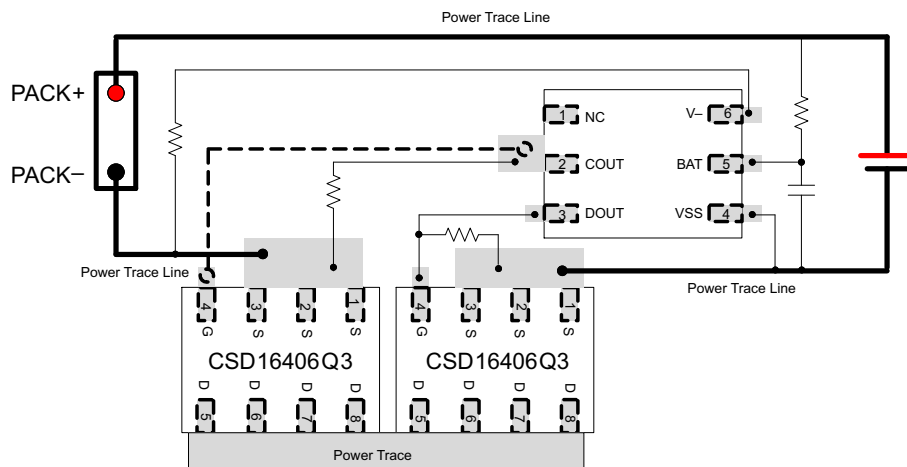 Power Trace Line
PACK+
PACK–
1 NC
V– 6
2 COUT
BAT 5
3 DOUT
VSS 4
Power Trace Line
Power Trace Line
4 3 2 1
G S S S
CSD16406Q3
D D D D
5 6 7 8
4 3 2 1
G S S S
CSD16406Q3
D D D D
5 6 7 8
Power Trace